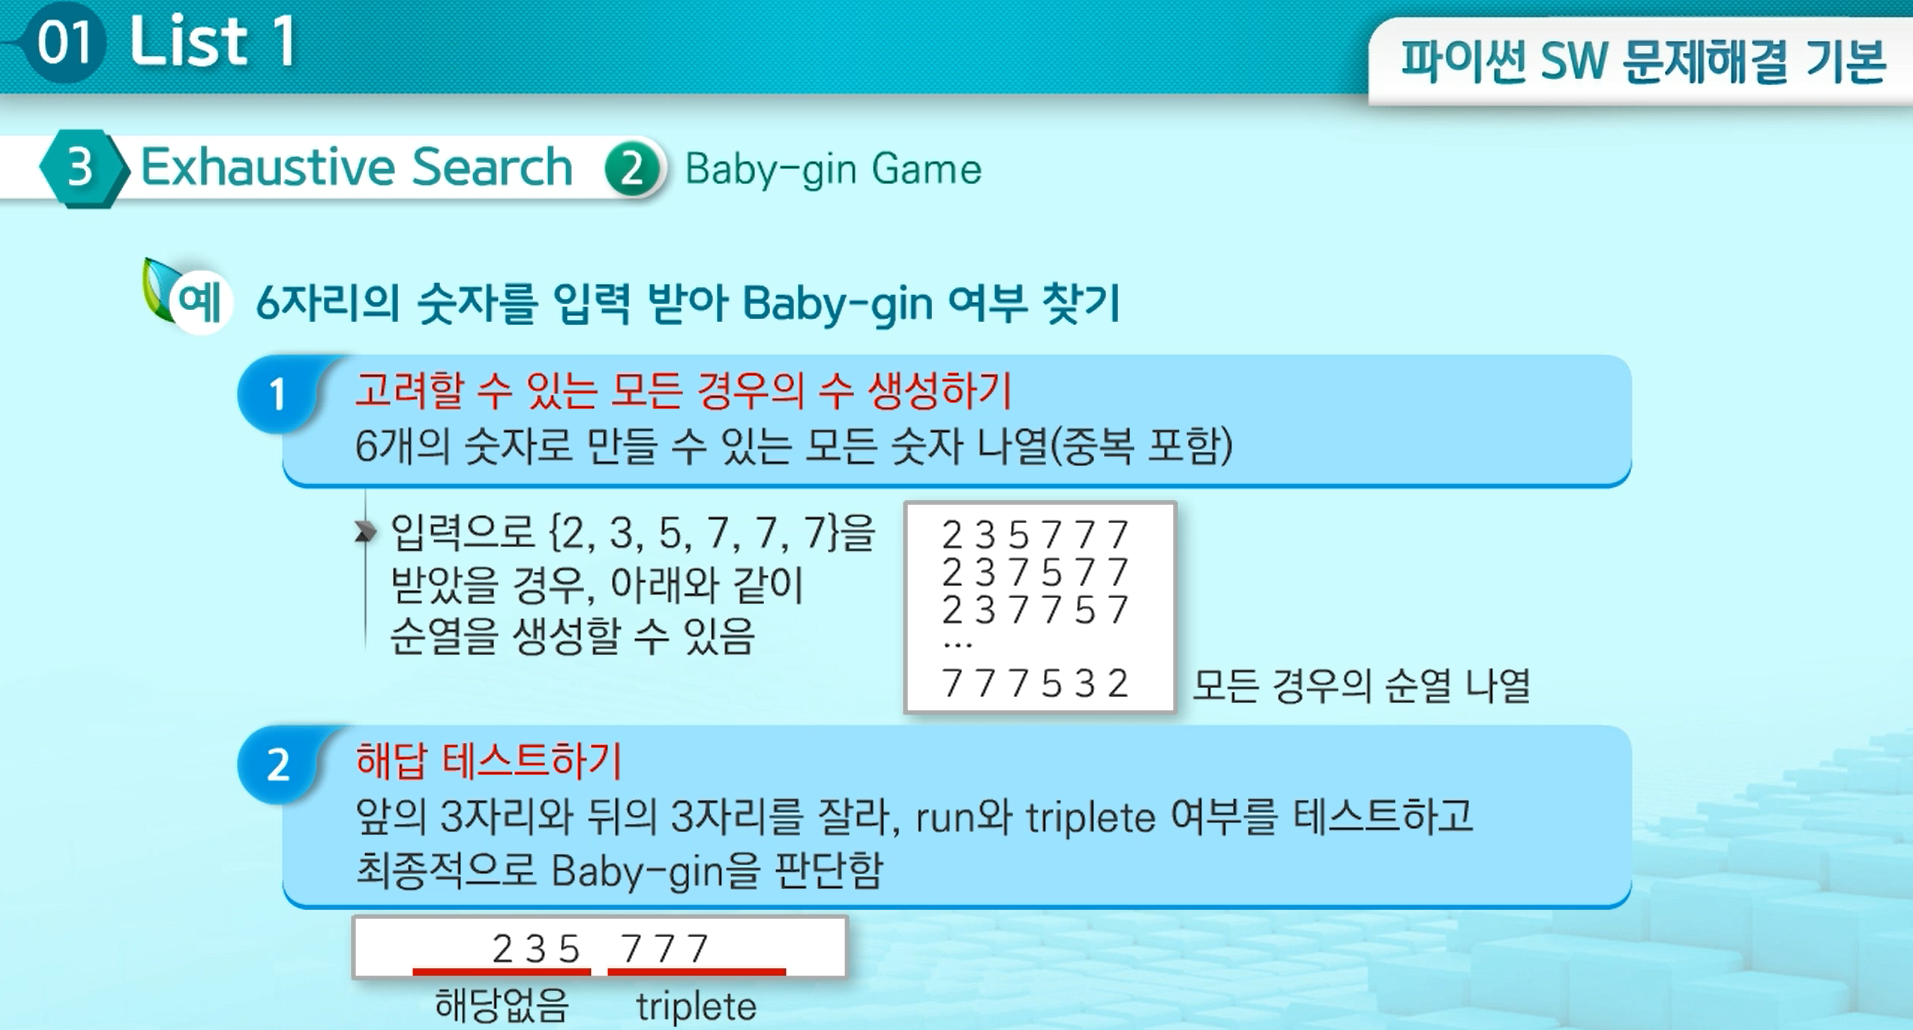 01 List 1
파이썬 SW 문제해결 기본
3 Exhaustive Search 2 Baby-gin Game
예 6자리의 숫자를 입력 받아 Baby-gin 여부 찾기
1 고려할 수 있는 모든 경우의 수 생성하기
6개의 숫자로 만들 수 있는 모든 숫자 나열(중복 포함)
입력으로 {2, 3, 5, 7, 7, 7}을
받았을 경우, 아래와 같이
순열을 생성할 수 있음
2 3 5 7 7 7
2 3 7 5 7 7
2 3 7 7 5 7
...
7 7 7 5 3 2
모든 경우의 순열 나열
2 해답 테스트하기
앞의 3자리와 뒤의 3자리를 잘라, run와 triplete 여부를 테스트하고
최종적으로 Baby-gin을 판단함
2 3 5 7 7 7
해당없음 triplete